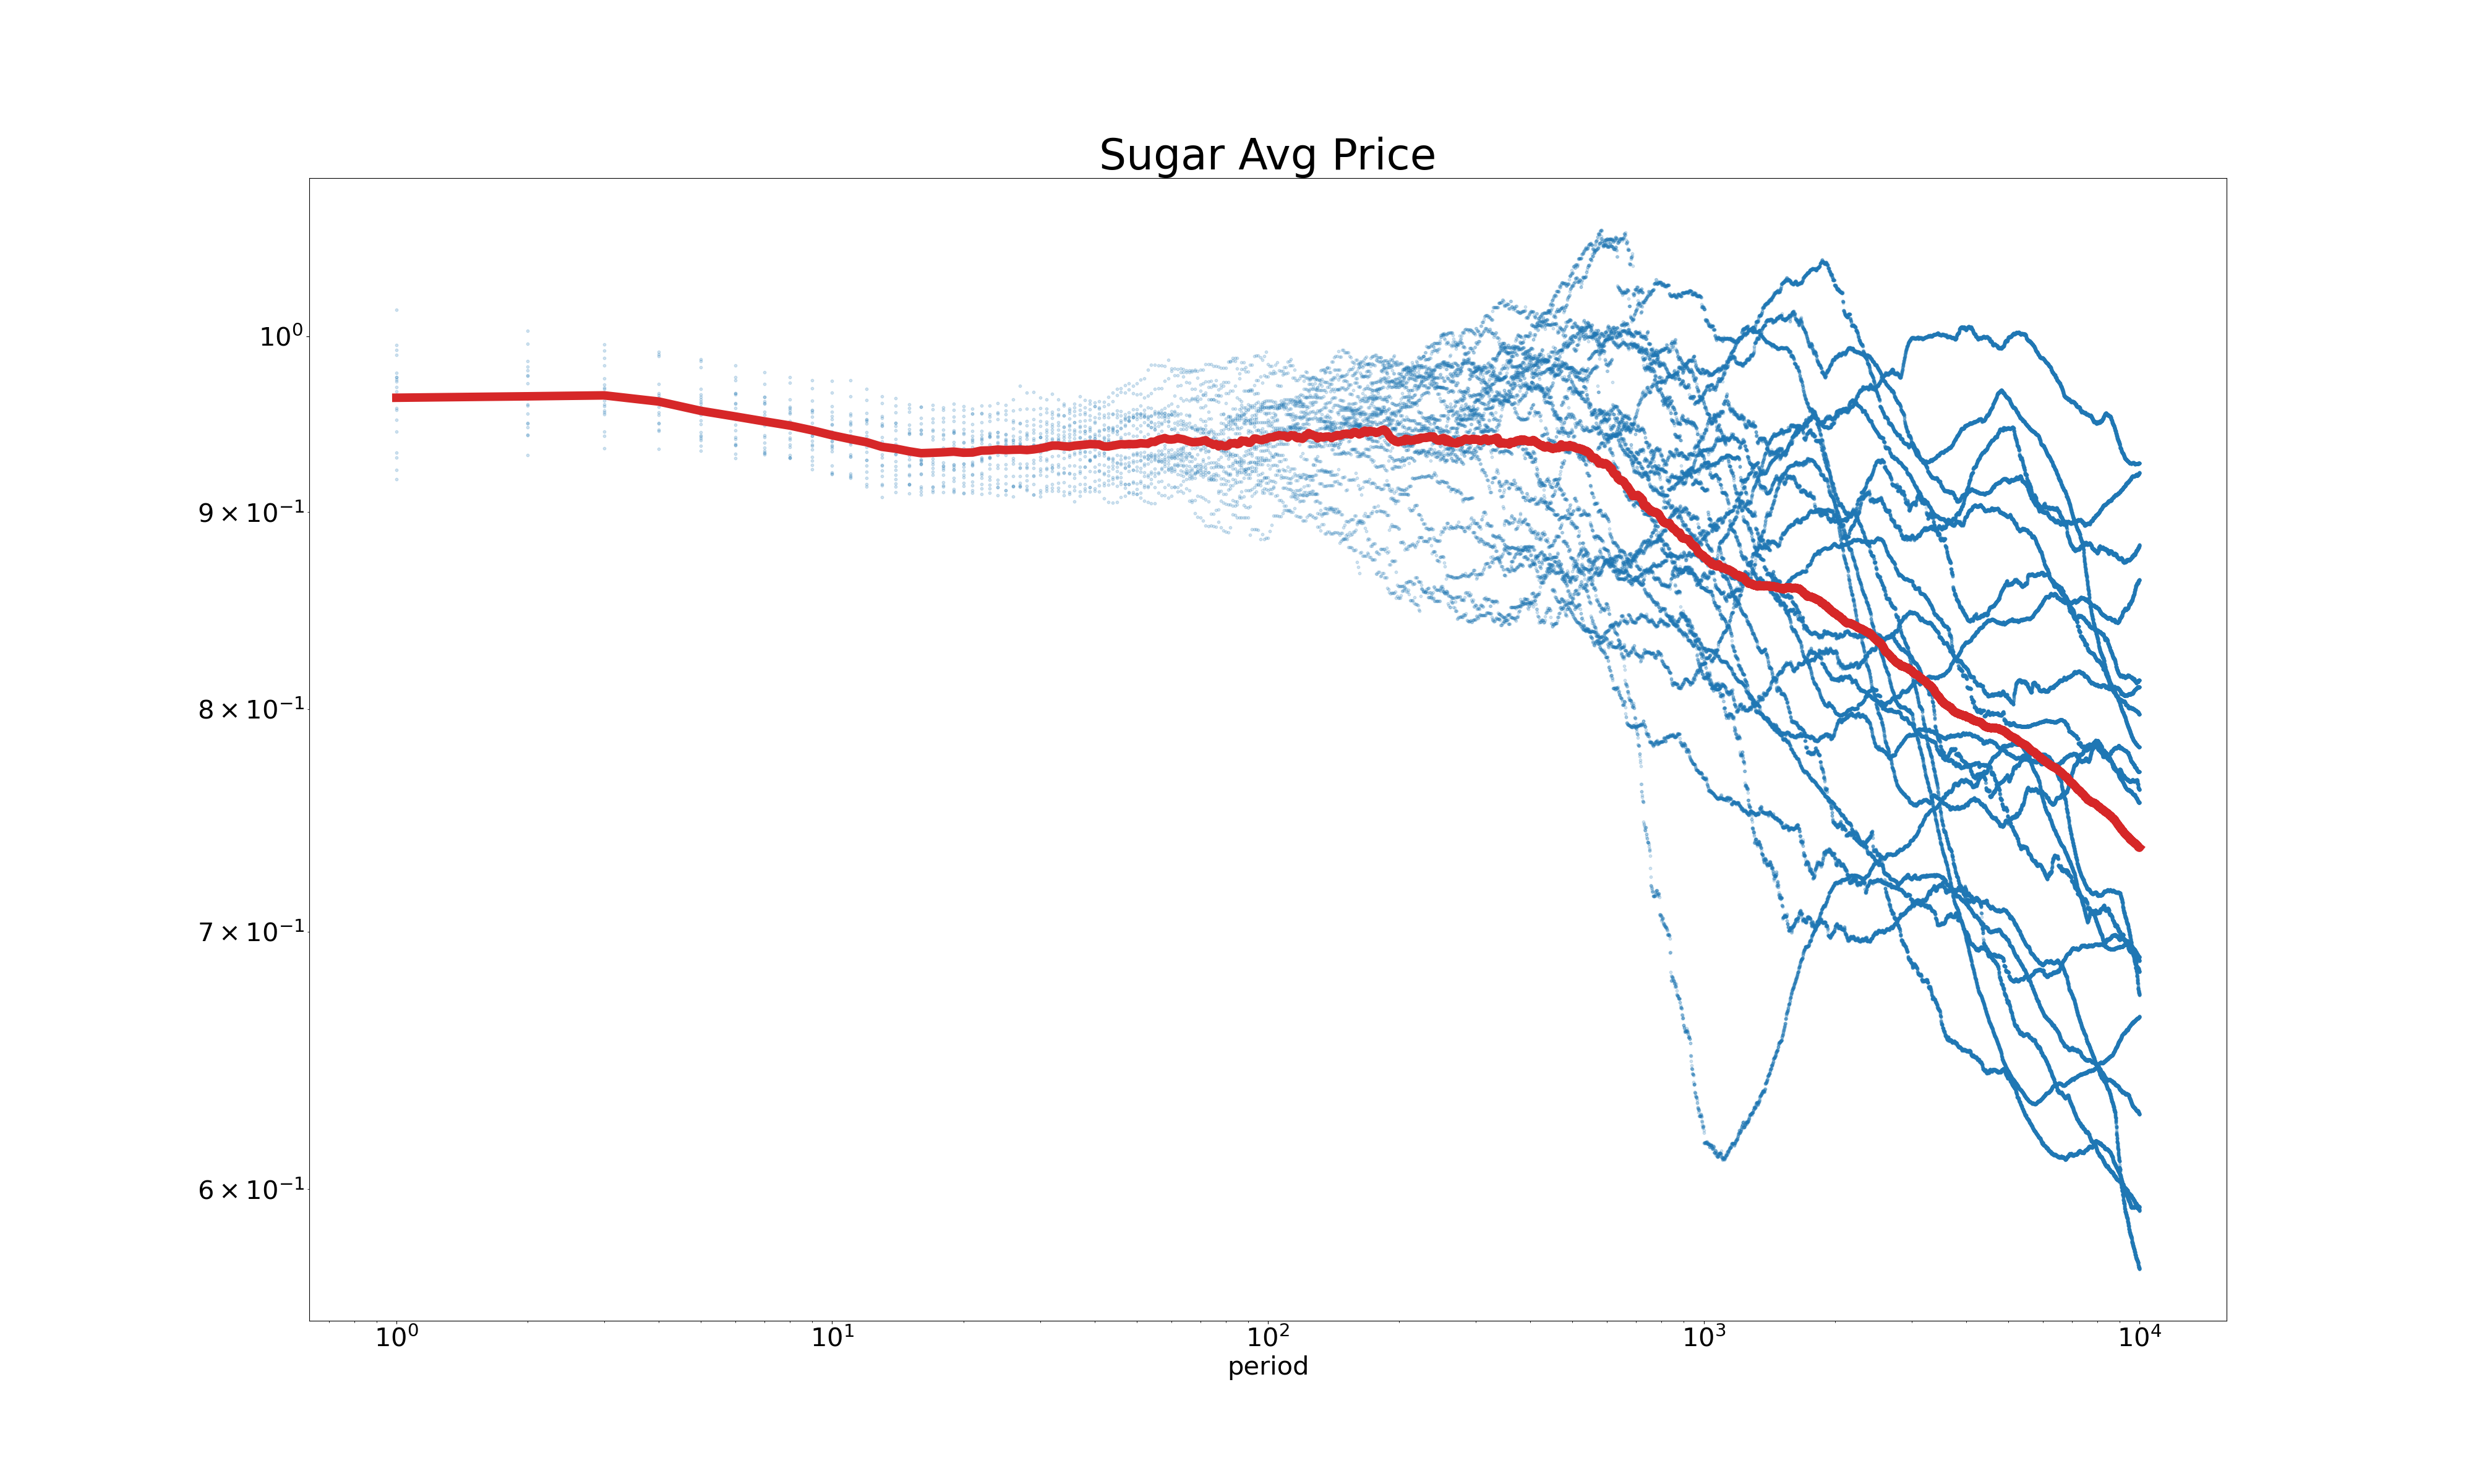 Sugar Avg Price
10⁰
9 × 10⁻¹
8 × 10⁻¹
7 × 10⁻¹
6 × 10⁻¹
10⁰ 10¹ 10² 10³ 10⁴
period